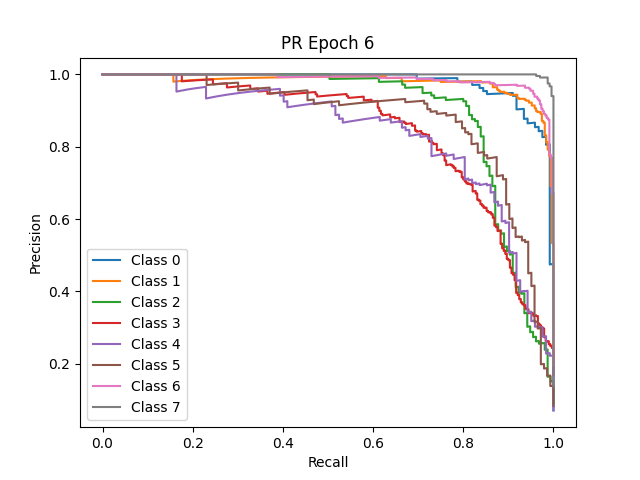 PR Epoch 6
Precision
1.0
0.8
0.6
0.4
0.2
Class 0
Class 1
Class 2
Class 3
Class 4
Class 5
Class 6
Class 7
0.0 0.2 0.4 0.6 0.8 1.0
Recall